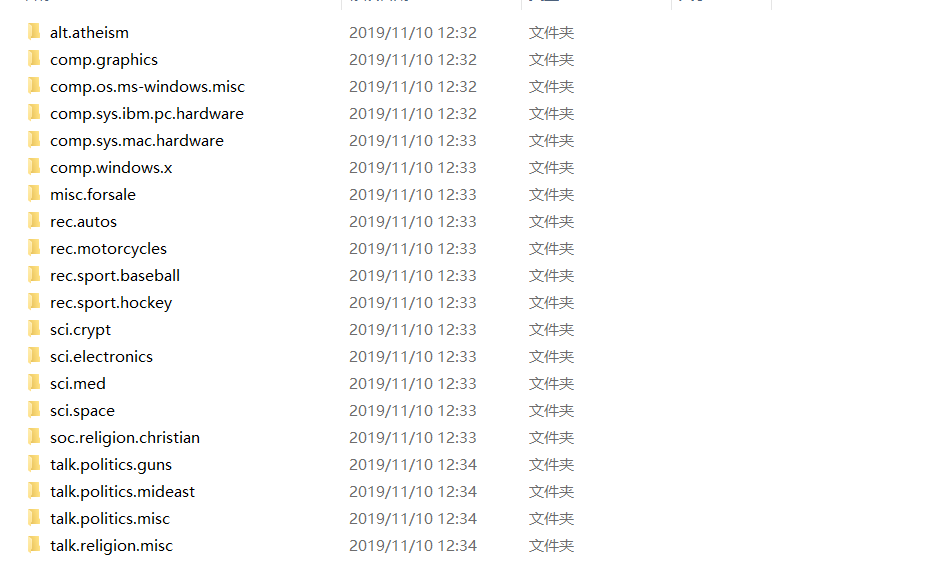 alt.atheism 2019/11/10 12:32 文件夹
comp.graphics 2019/11/10 12:32 文件夹
comp.os.ms-windows.misc 2019/11/10 12:32 文件夹
comp.sys.ibm.pc.hardware 2019/11/10 12:32 文件夹
comp.sys.mac.hardware 2019/11/10 12:33 文件夹
comp.windows.x 2019/11/10 12:33 文件夹
misc.forsale 2019/11/10 12:33 文件夹
rec.autos 2019/11/10 12:33 文件夹
rec.motorcycles 2019/11/10 12:33 文件夹
rec.sport.baseball 2019/11/10 12:33 文件夹
rec.sport.hockey 2019/11/10 12:33 文件夹
sci.crypt 2019/11/10 12:33 文件夹
sci.electronics 2019/11/10 12:33 文件夹
sci.med 2019/11/10 12:33 文件夹
sci.space 2019/11/10 12:33 文件夹
soc.religion.christian 2019/11/10 12:33 文件夹
talk.politics.guns 2019/11/10 12:34 文件夹
talk.politics.mideast 2019/11/10 12:34 文件夹
talk.politics.misc 2019/11/10 12:34 文件夹
talk.religion.misc 2019/11/10 12:34 文件夹